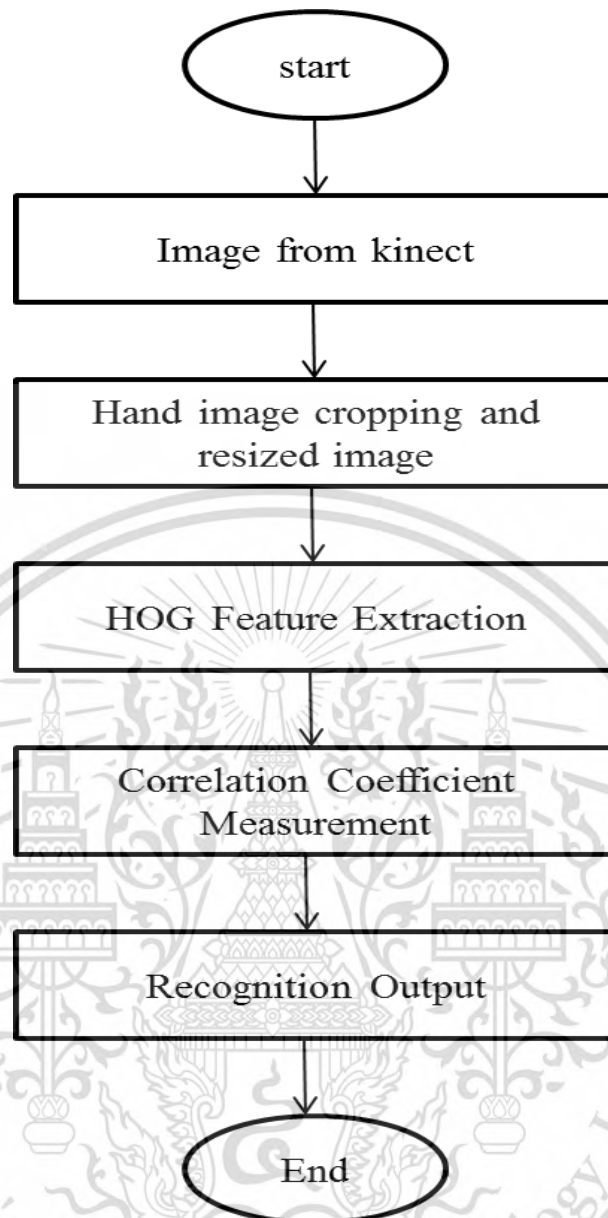 start
Image from kinect
Hand image cropping and
resized image
HOG Feature Extraction
Correlation Coefficient
Measurement
Recognition Output
End